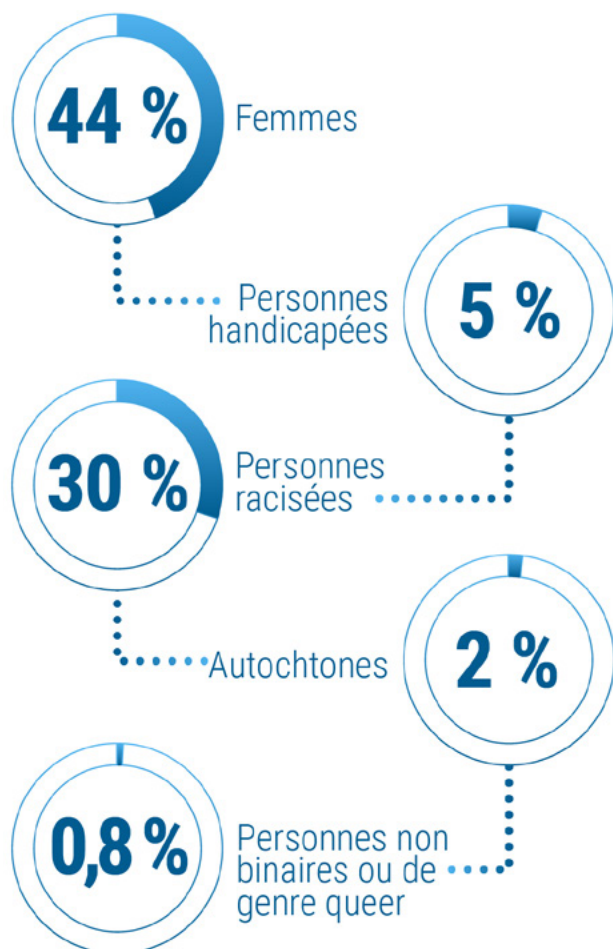 44 %
Femmes
Personnes
handicapées
5 %
30 %
Personnes
racisées
Autochtones
2 %
0,8 %
Personnes non
binaires ou de
genre queer